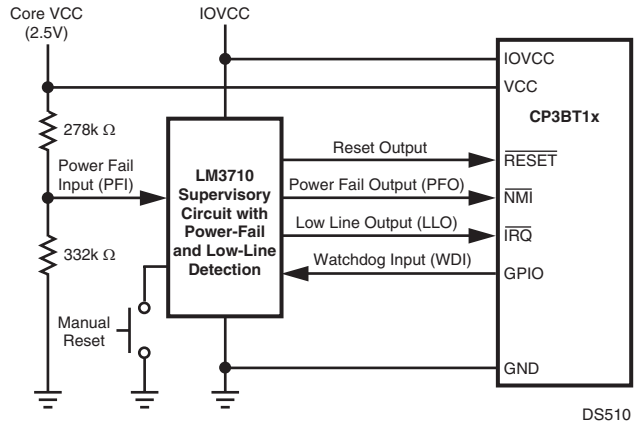 Core VCC
(2.5V)
IOVCC
IOVCC
VCC
CP3BT1x
278k Ω
Power Fail
Input (PFI)
LM3710
Supervisory
Circuit with
Power-Fail
and Low-Line
Detection
Reset Output
RESET
Power Fail Output (PFO)
NMI
Low Line Output (LLO)
IRQ
Watchdog Input (WDI)
GPIO
332k Ω
Manual
Reset
GND
DS510